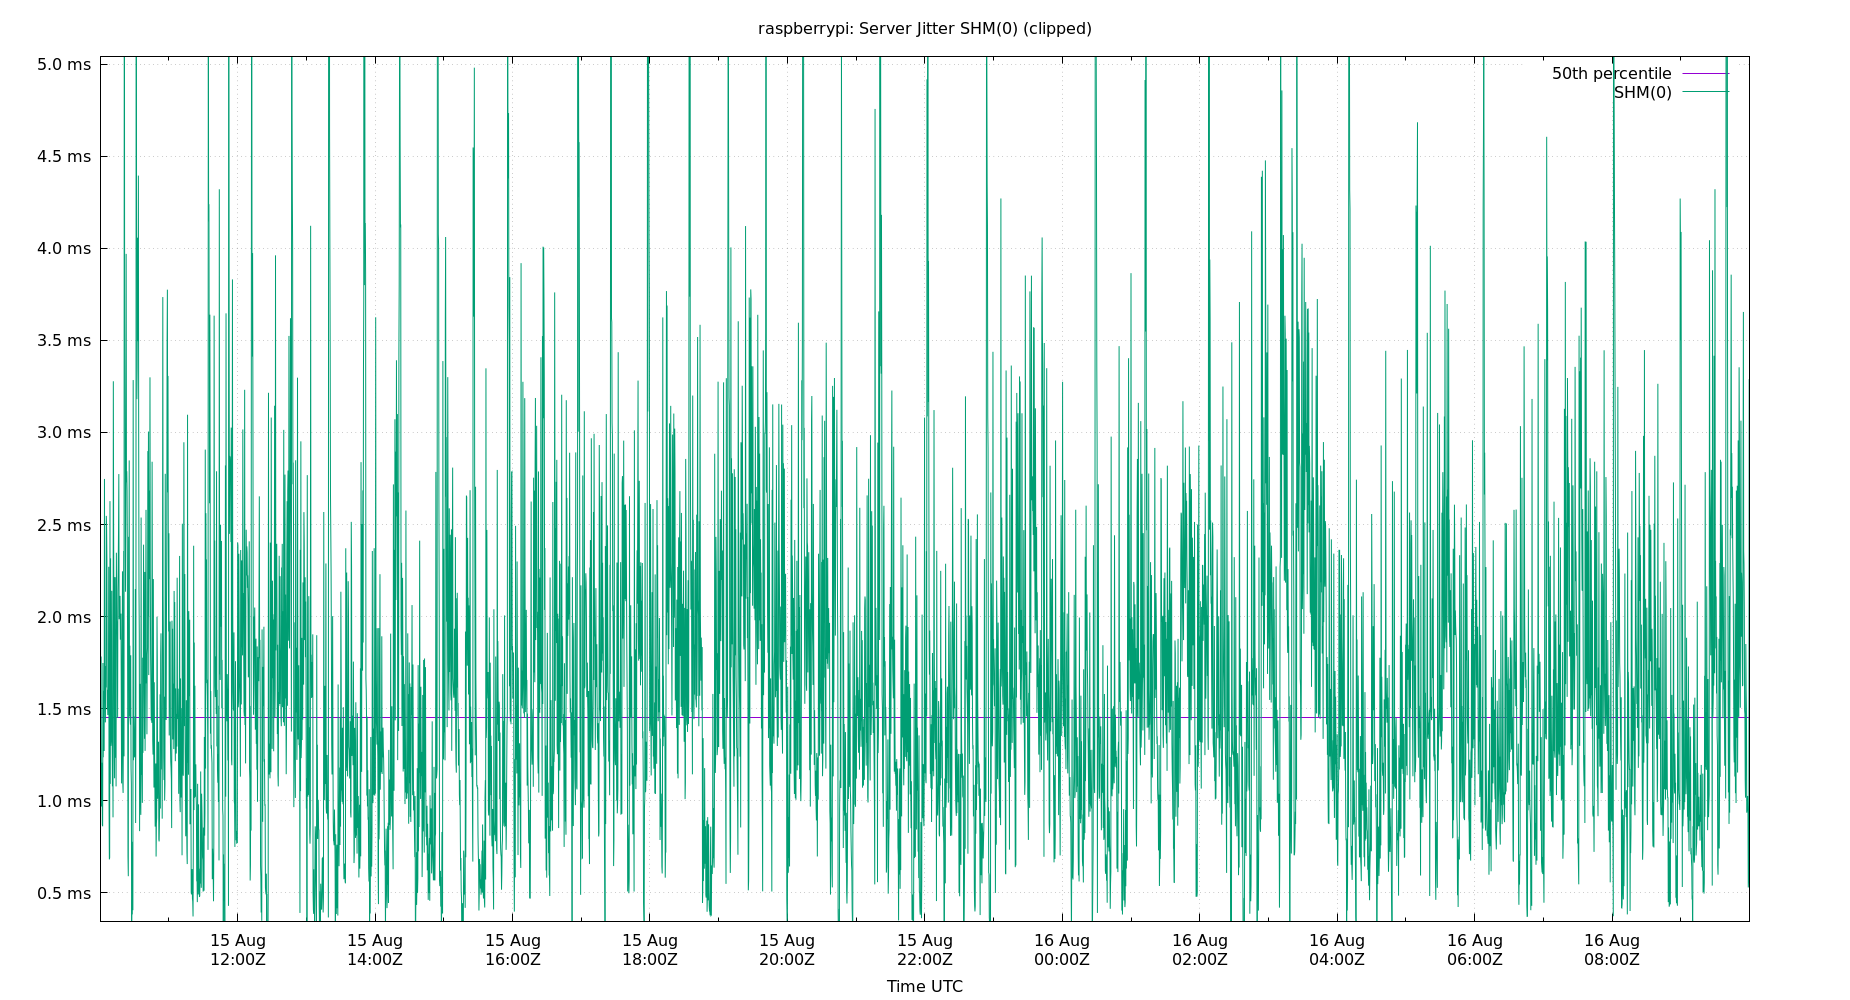 raspberrypi: Server Jitter SHM(0) (clipped)
5.0 ms
4.5 ms
4.0 ms
3.5 ms
3.0 ms
2.5 ms
2.0 ms
1.5 ms
1.0 ms
0.5 ms
50th percentile
SHM(0)
15 Aug 15 Aug 15 Aug 15 Aug 15 Aug 15 Aug 16 Aug 16 Aug 16 Aug 16 Aug 16 Aug
12:00Z 14:00Z 16:00Z 18:00Z 20:00Z 22:00Z 00:00Z 02:00Z 04:00Z 06:00Z 08:00Z
Time UTC